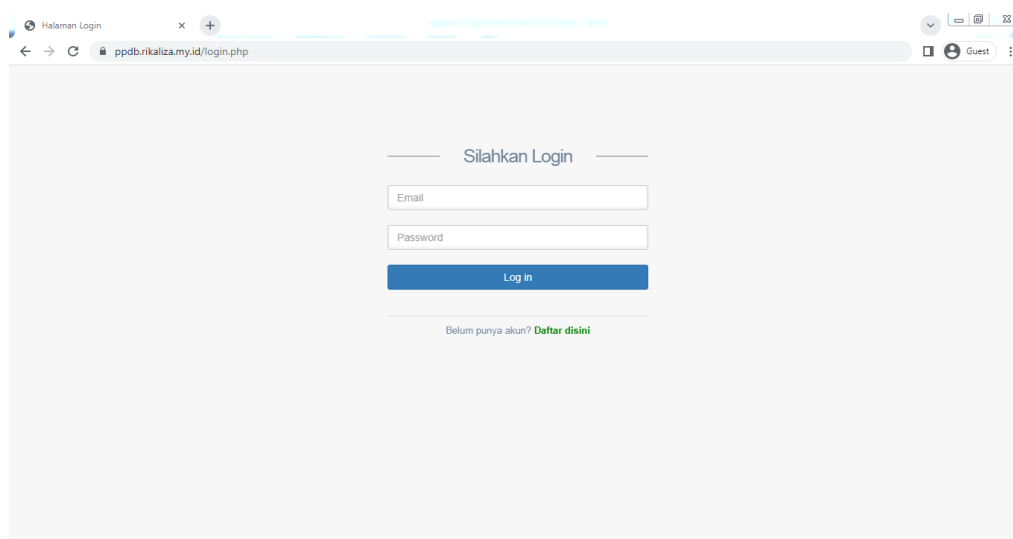 Halaman Login
ppdb.rikaliza.my.id/login.php
Guest
Silahkan Login
Email
Password
Log in
Belum punya akun? Daftar disini